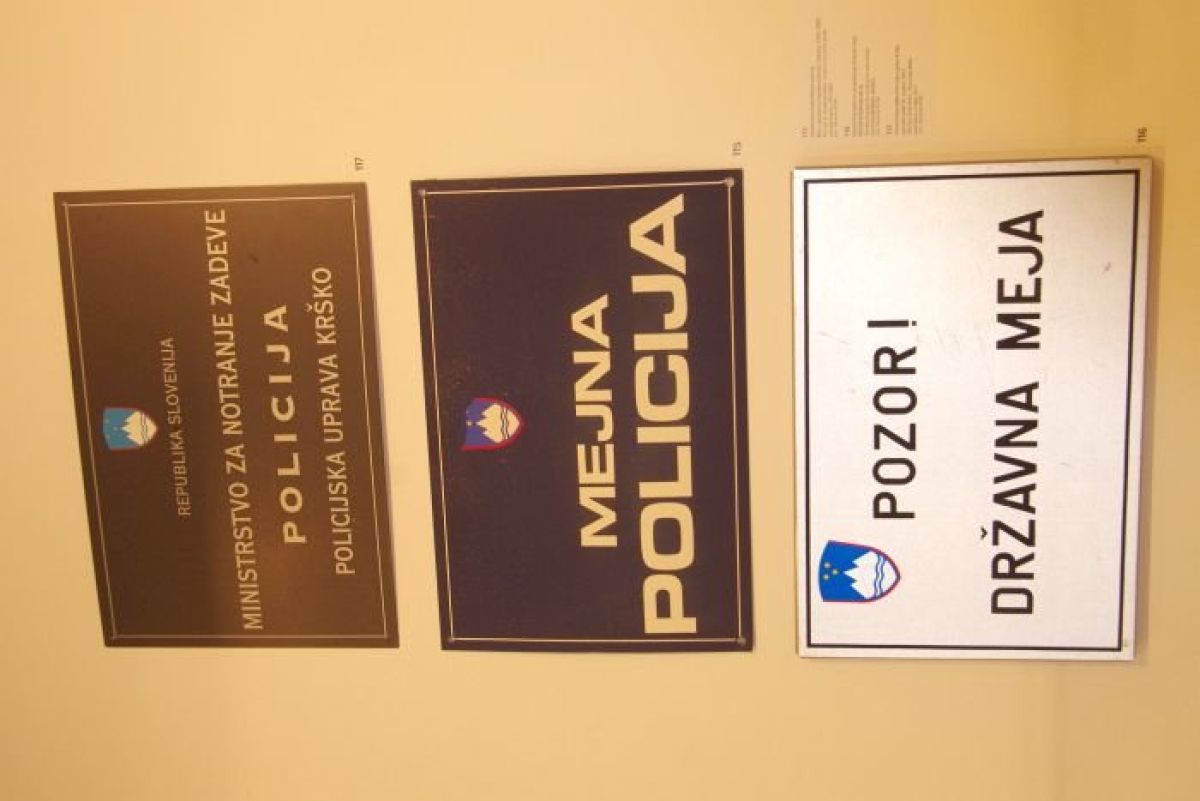 REPUBLIKA SLOVENIJA
MINISTRSTVO ZA NOTRANJE ZADEVE
POLICIJA
POLICIJSKA UPRAVA KRŠKO
117
MEJNA
POLICIJA
115
POZOR!
DRŽAVNA MEJA
116